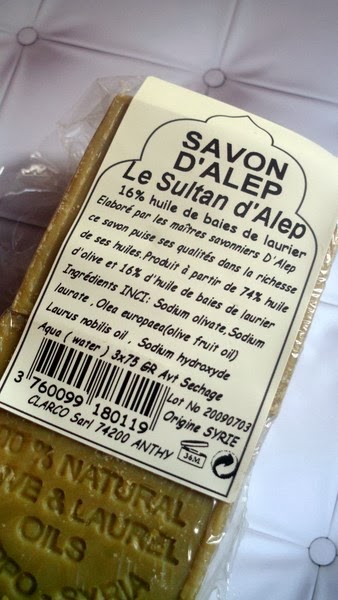 SAVON
D'ALEP
Le Sultan d'Alep
16% huile de baies de laurier
Elaboré par les maîtres savonniers D'Alep
ce savon puise ses qualités dans la richesse
de ses huiles.Produit à partir de 74% huile
d'olive et 16% d'huile de baies de laurier
Ingrédients INCI: Sodium olivate,Sodium
laurate. Olea europaea(olive fruit oil)
Laurus nobilis oil , Sodium hydroxyde
Aqua ( water ) 3x75 GR Avt Sechage
Lot No 20090703
Origine SYRIE
3 760099 180119
CLARCO Sarl 74200 ANTHY
36M
% NATURAL
VE & LAUREL
OILS
PPO - SYRIA